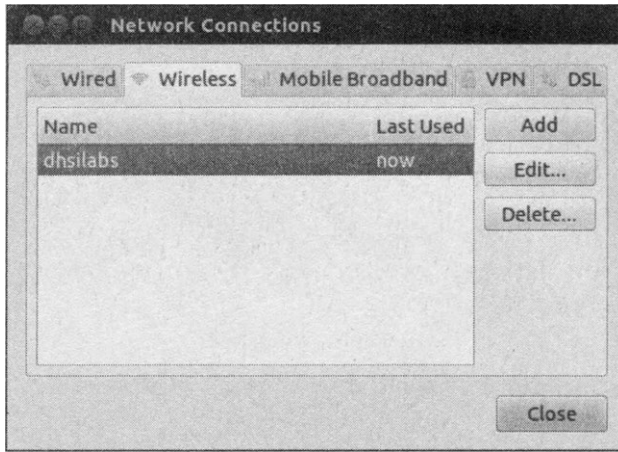 Network Connections
Wired Wireless Mobile Broadband VPN DSL
Name Last Used
dhsilabs now
Add
Edit...
Delete...
Close